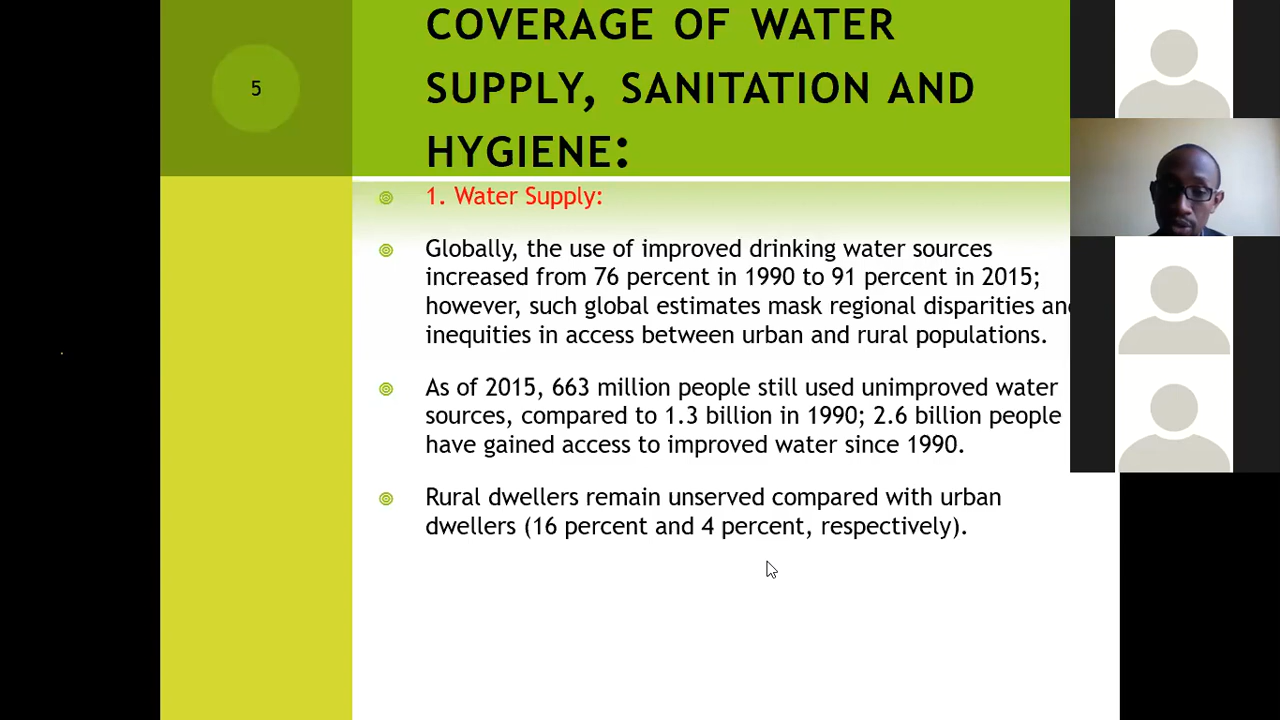 5
COVERAGE OF WATER
SUPPLY, SANITATION AND
HYGIENE:
1. Water Supply:
Globally, the use of improved drinking water sources
increased from 76 percent in 1990 to 91 percent in 2015;
however, such global estimates mask regional disparities an
inequities in access between urban and rural populations.
As of 2015, 663 million people still used unimproved water
sources, compared to 1.3 billion in 1990; 2.6 billion people
have gained access to improved water since 1990.
Rural dwellers remain unserved compared with urban
dwellers (16 percent and 4 percent, respectively).